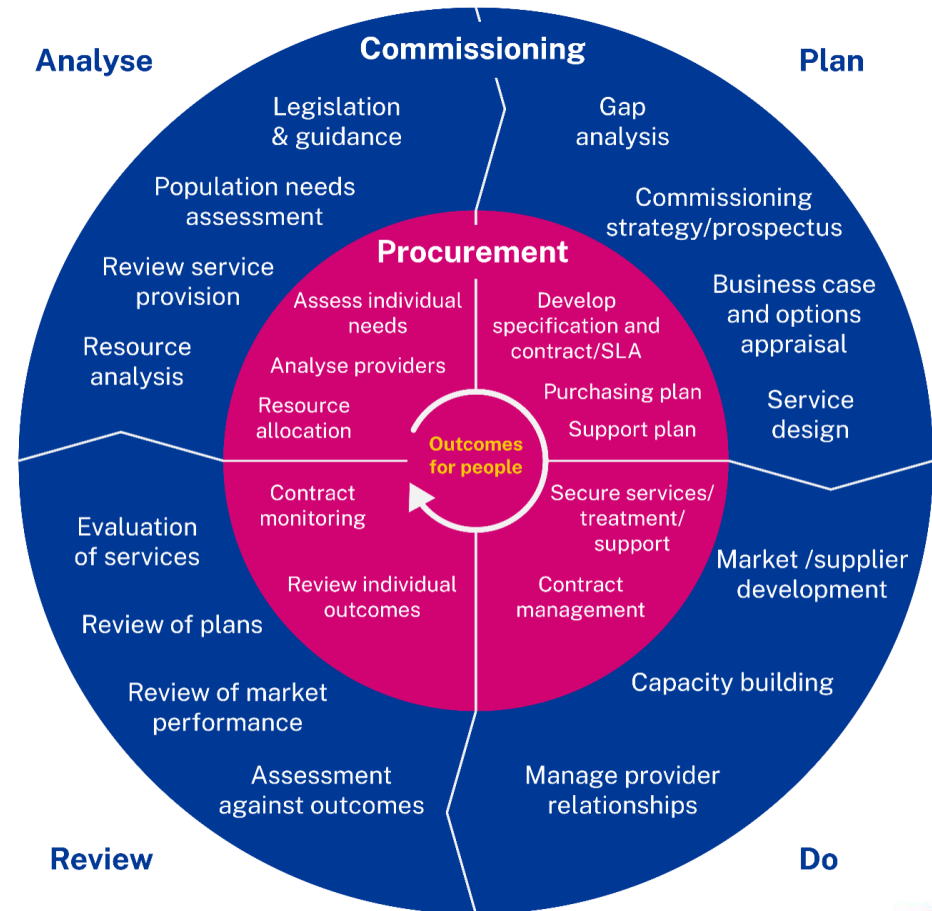 Analyse
Commissioning
Plan
Legislation
& guidance
Population needs
assessment
Review service
provision
Resource
analysis
Gap
analysis
Commissioning
strategy/prospectus
Business case
and options
appraisal
Service
design
Procurement
Assess individual
needs
Analyse providers
Resource
allocation
Develop
specification and
contract/SLA
Purchasing plan
Support plan
Outcomes
for people
Contract
monitoring
Review individual
outcomes
Secure services/
treatment/
support
Contract
management
Evaluation
of services
Review of plans
Review of market
performance
Assessment
against outcomes
Market /supplier
development
Capacity building
Manage provider
relationships
Review
Do